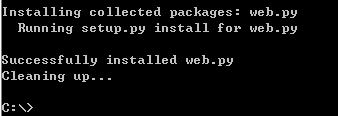 Installing collected packages: web.py
  Running setup.py install for web.py

Successfully installed web.py
Cleaning up...

C:\>